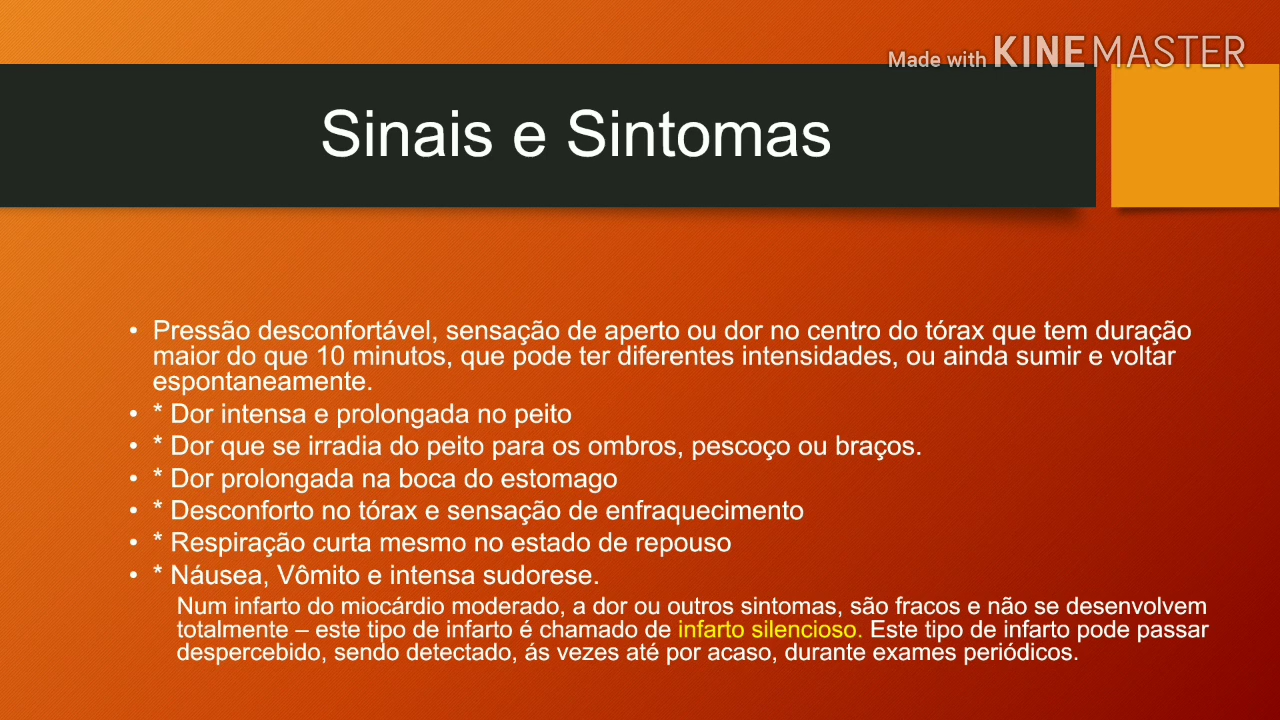 Made with KINEMASTER
Sinais e Sintomas
• Pressão desconfortável, sensação de aperto ou dor no centro do tórax que tem duração
maior do que 10 minutos, que pode ter diferentes intensidades, ou ainda sumir e voltar
espontaneamente.
• * Dor intensa e prolongada no peito
• * Dor que se irradia do peito para os ombros, pescoço ou braços.
• * Dor prolongada na boca do estomago
• * Desconforto no tórax e sensação de enfraquecimento
• * Respiração curta mesmo no estado de repouso
• * Náusea, Vômito e intensa sudorese.
Num infarto do miocárdio moderado, a dor ou outros sintomas, são fracos e não se desenvolvem
totalmente – este tipo de infarto é chamado de infarto silencioso. Este tipo de infarto pode passar
despercebido, sendo detectado, ás vezes até por acaso, durante exames periódicos.